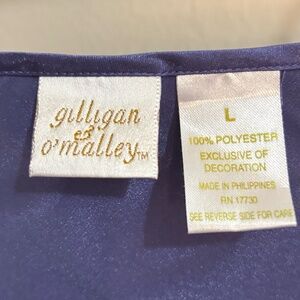 gilligan
&
o'malley TM
L
100% POLYESTER
EXCLUSIVE OF
DECORATION
MADE IN PHILIPPINES
RN 17730
SEE REVERSE SIDE FOR CARE